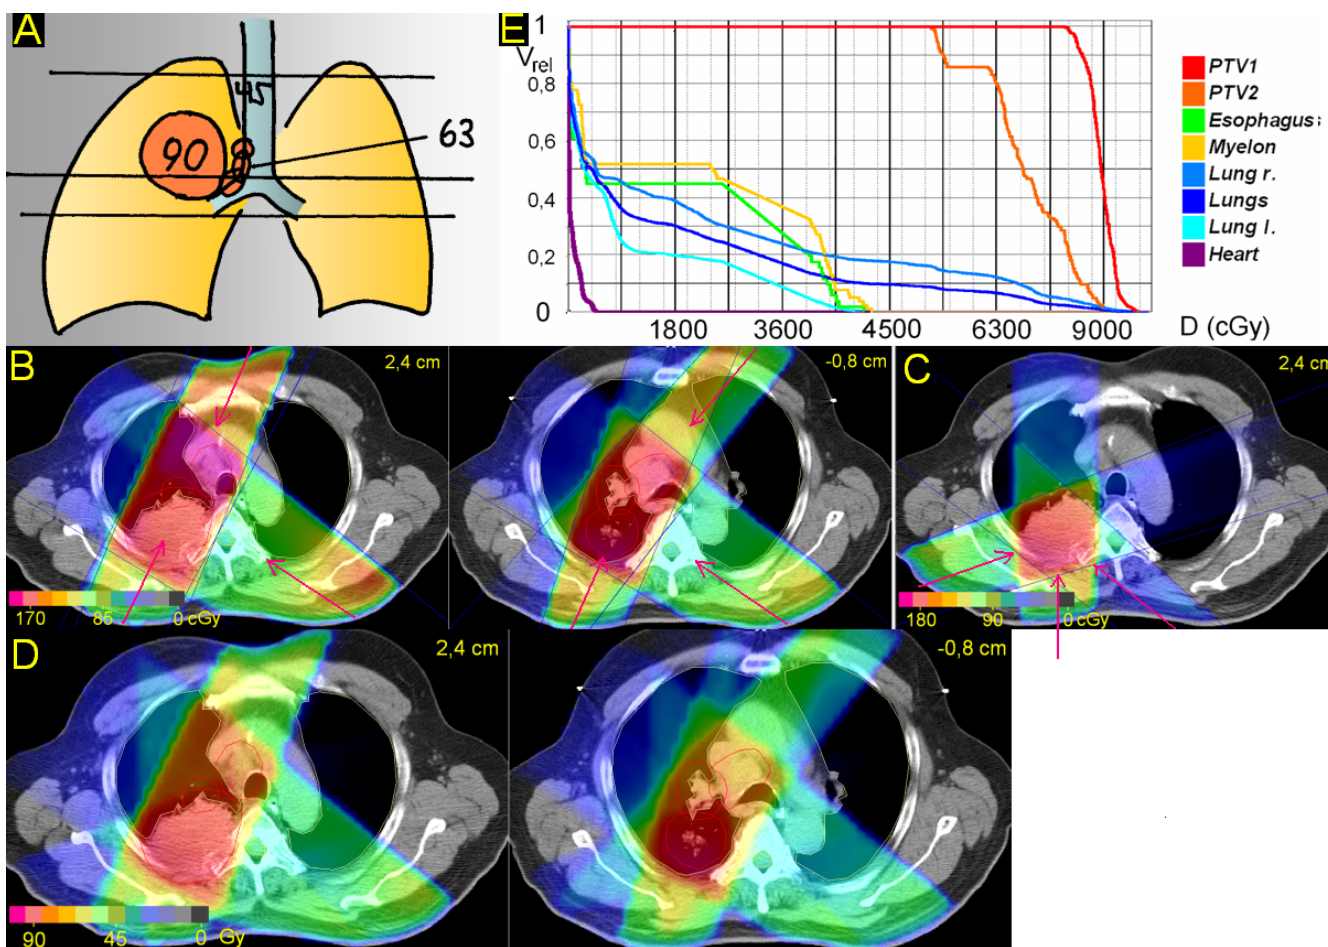 A
90
45
63
E
1
V rel
0,8
0.6
0.4
0,2
0
1800 3600 4500 6300 9000 D (cGy)
PTV1
PTV2
Esophagus
Myelon
Lung r.
Lungs
Lung l.
Heart
B
2,4 cm
170 85 0 cGy
-0,8 cm
C
2,4 cm
180 90 0 cGy
D
2,4 cm
90 45 0 Gy
-0,8 cm